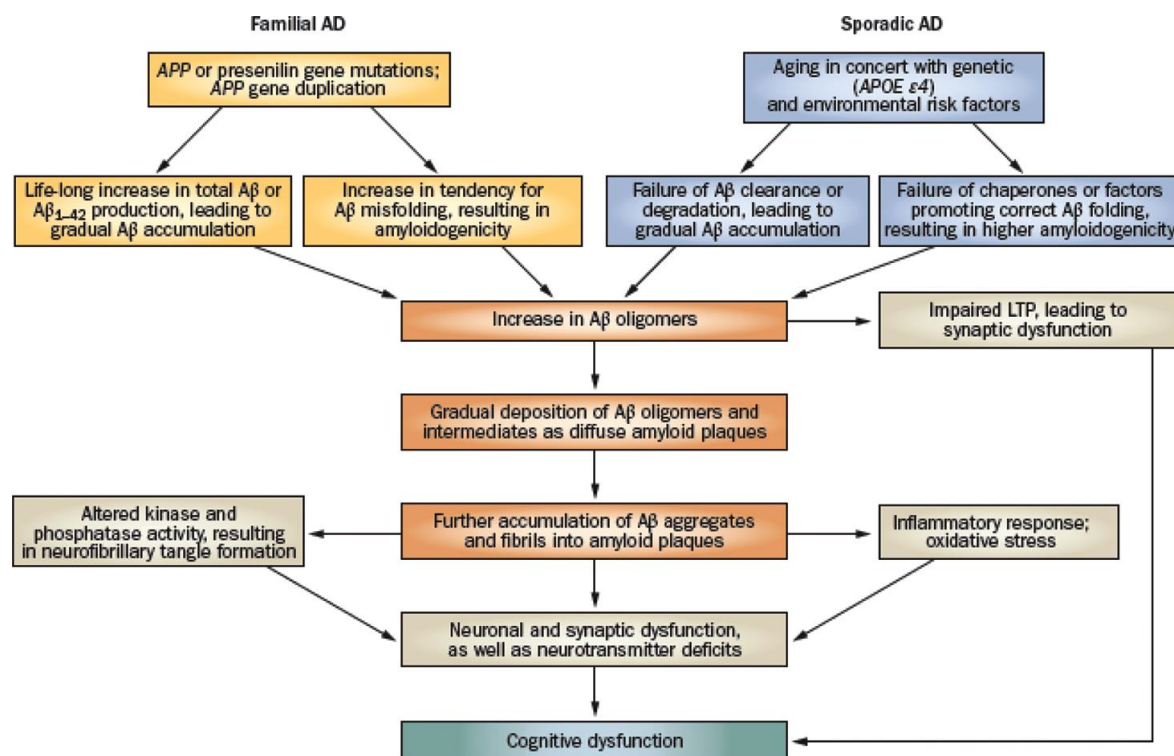 Familial AD
Sporadic AD
APP or presenilin gene mutations;
APP gene duplication
Aging in concert with genetic
(APOE ε4)
and environmental risk factors
Life-long increase in total Aβ or
Aβ1–42 production, leading to
gradual Aβ accumulation
Increase in tendency for
Aβ misfolding, resulting in
amyloidogenicity
Failure of Aβ clearance or
degradation, leading to
gradual Aβ accumulation
Failure of chaperones or factors
promoting correct Aβ folding,
resulting in higher amyloidogenicity
Increase in Aβ oligomers
Impaired LTP, leading to
synaptic dysfunction
Gradual deposition of Aβ oligomers and
intermediates as diffuse amyloid plaques
Altered kinase and
phosphatase activity, resulting
in neurofibrillary tangle formation
Further accumulation of Aβ aggregates
and fibrils into amyloid plaques
Inflammatory response;
oxidative stress
Neuronal and synaptic dysfunction,
as well as neurotransmitter deficits
Cognitive dysfunction